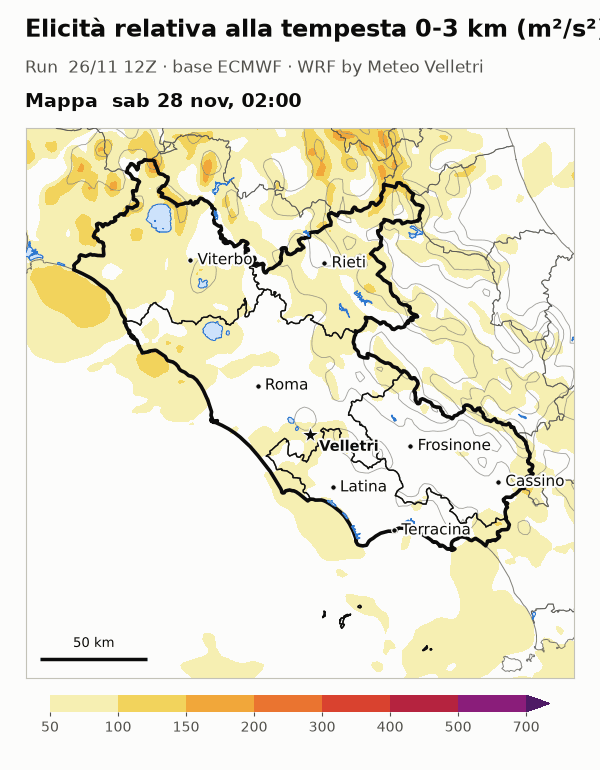 Elicità relativa alla tempesta 0-3 km (m²/s²)
Run 26/11 12Z · base ECMWF · WRF by Meteo Velletri
Mappa sab 28 nov, 02:00
Viterbo
Rieti
Roma
Velletri
Frosinone
Latina
Cassino
Terracina
50 km
50 100 150 200 300 400 500 700